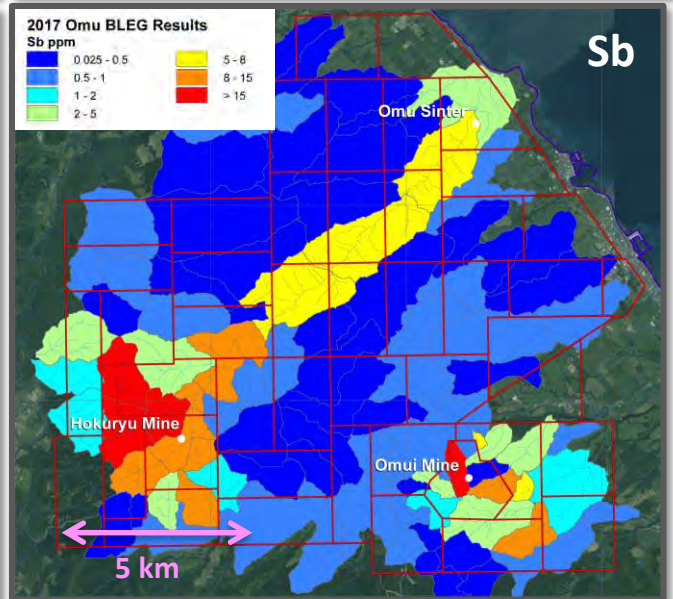 2017 Omu BLEG Results
Sb ppm
0.025 - 0.5
0.5 - 1
1 - 2
2 - 5
5 - 8
8 - 15
> 15
Sb
Omu Sinter
Hokuryu Mine
Omui Mine
5 km